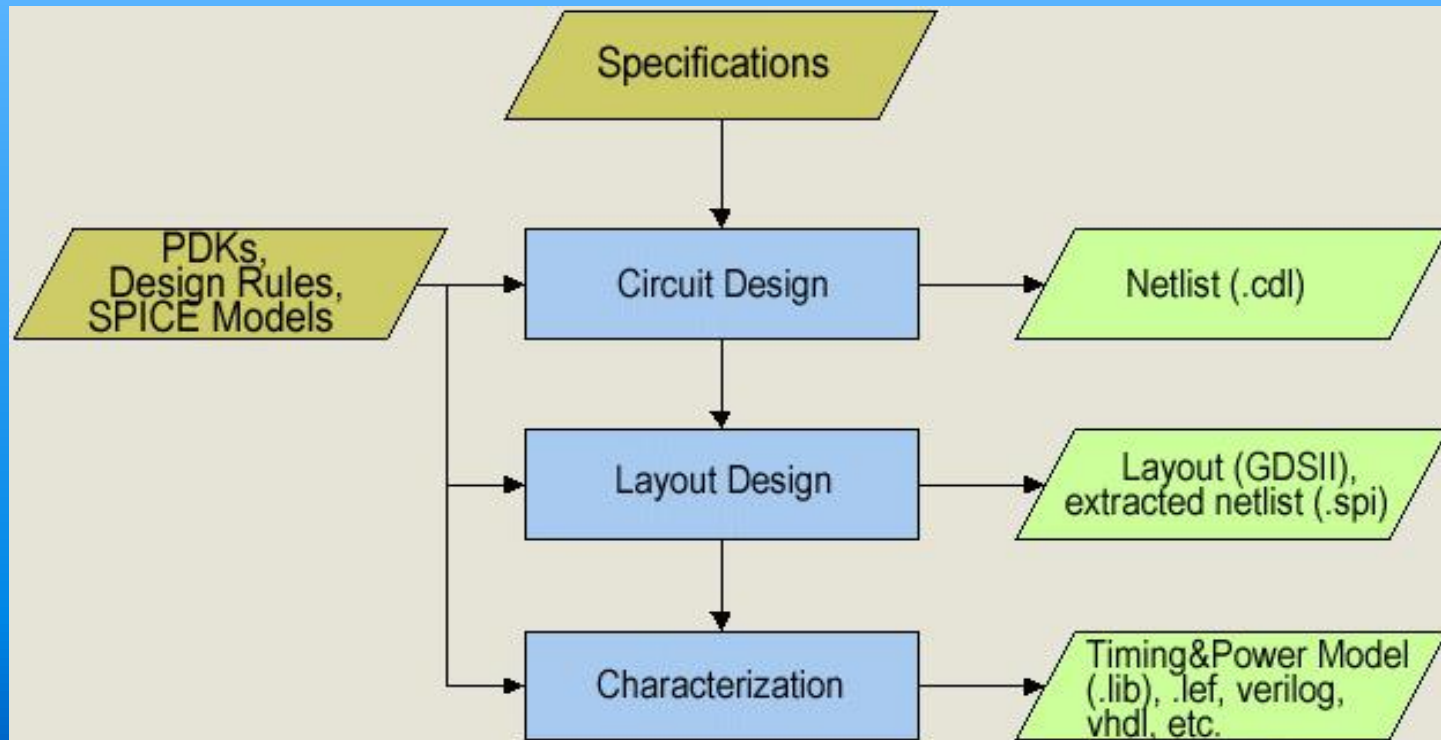 Specifications
PDKs,
Design Rules,
SPICE Models
Circuit Design
Netlist (.cdl)
Layout Design
Layout (GDSII),
extracted netlist (.spi)
Characterization
Timing&Power Model
(.lib), .lef, verilog,
vhdl, etc.